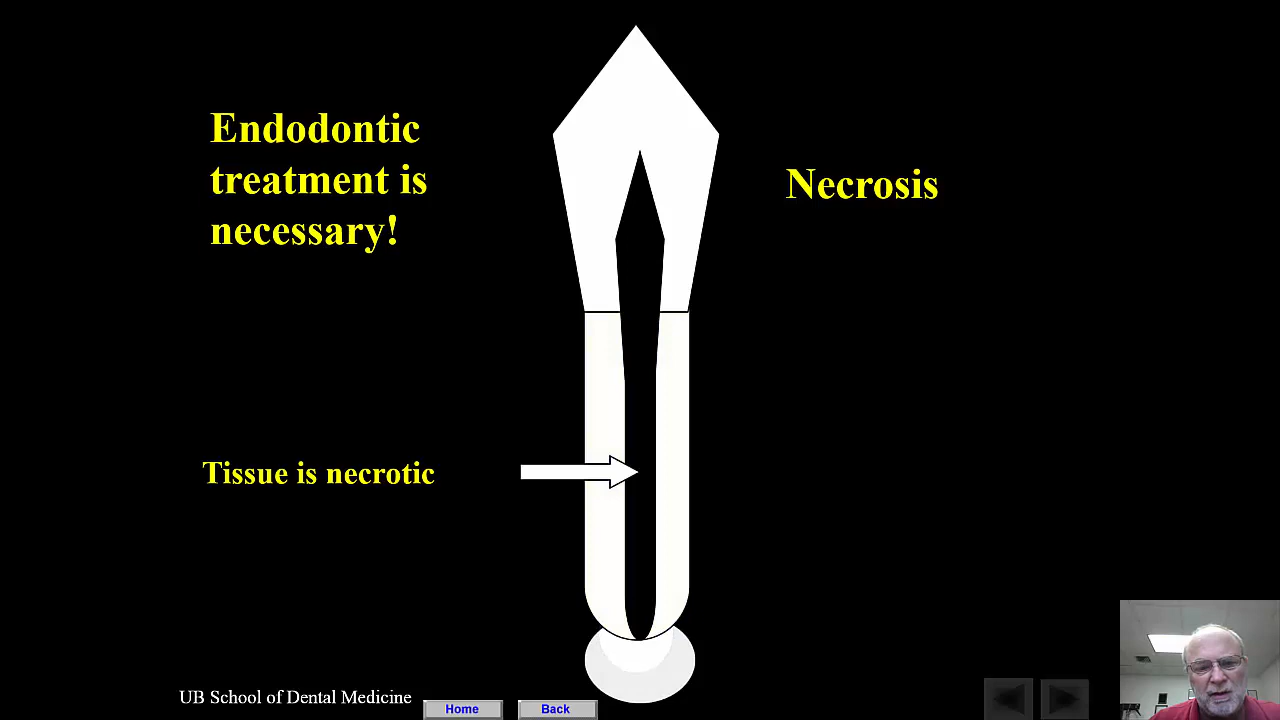 Endodontic
treatment is
necessary!
Necrosis
Tissue is necrotic
UB School of Dental Medicine
Home
Back